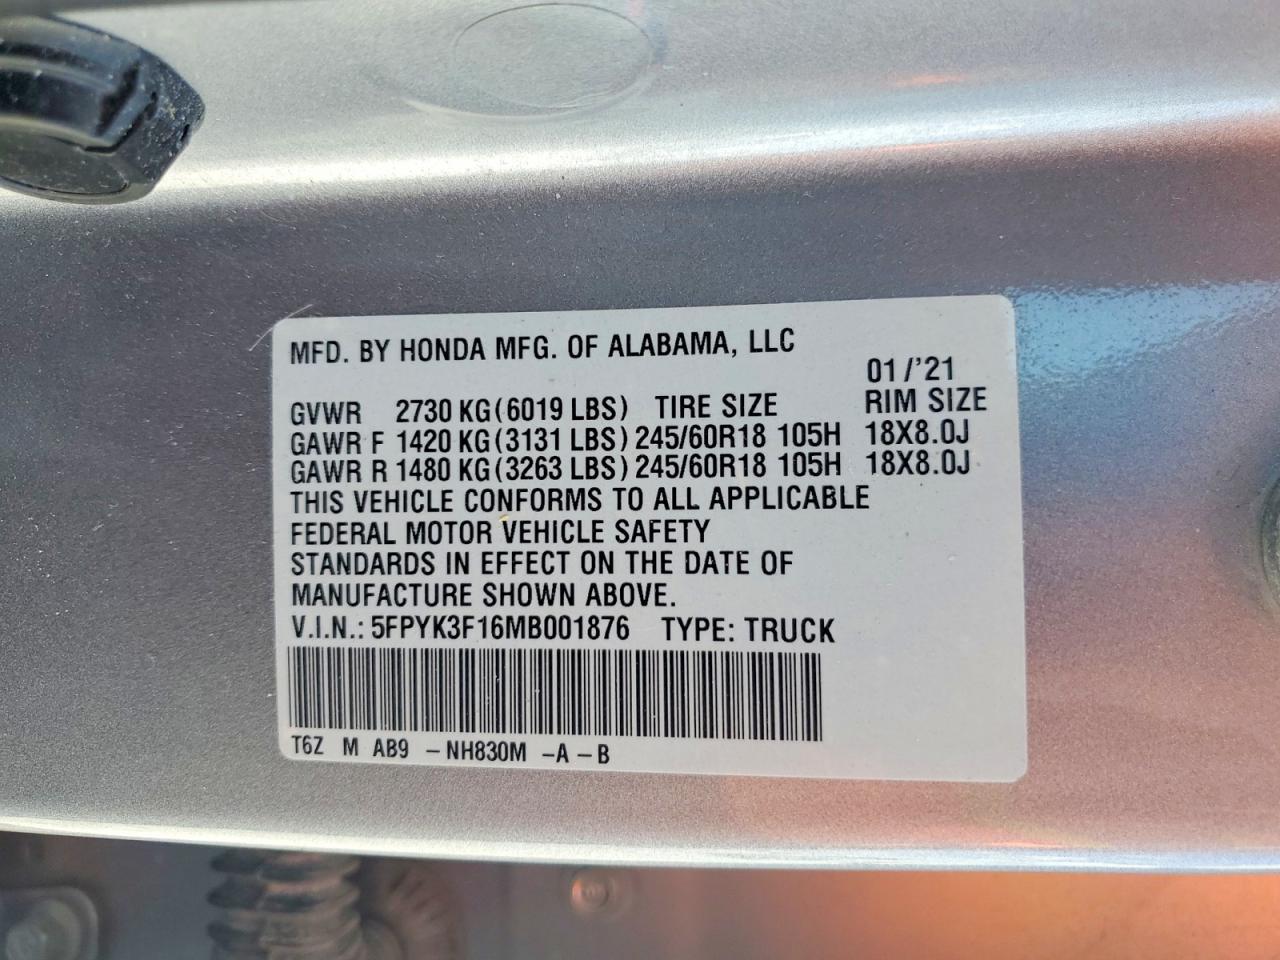 MFD. BY HONDA MFG. OF ALABAMA, LLC
01/'21
GVWR 2730 KG(6019 LBS) TIRE SIZE RIM SIZE
GAWR F 1420 KG(3131 LBS) 245/60R18 105H 18X8.0J
GAWR R 1480 KG(3263 LBS) 245/60R18 105H 18X8.0J
THIS VEHICLE CONFORMS TO ALL APPLICABLE
FEDERAL MOTOR VEHICLE SAFETY
STANDARDS IN EFFECT ON THE DATE OF
MANUFACTURE SHOWN ABOVE.
V.I.N.: 5FPYK3F16MB001876 TYPE: TRUCK
T6Z M AB9 -NH830M -A -B